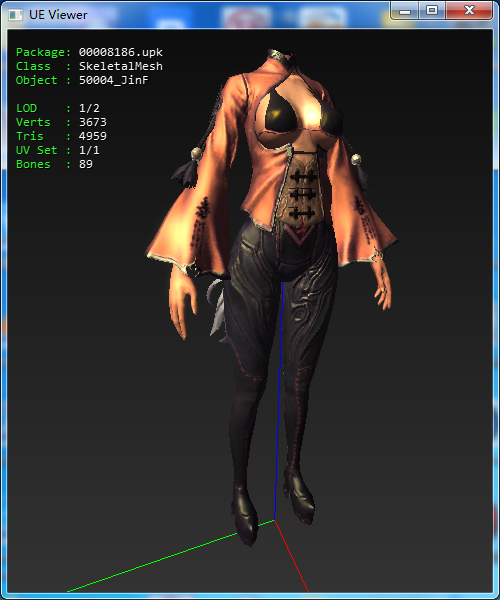 UE Viewer
Package: 00008186.upk
Class : SkeletalMesh
Object : 50004_JinF
LOD : 1/2
Verts : 3673
Tris : 4959
UV Set : 1/1
Bones : 89